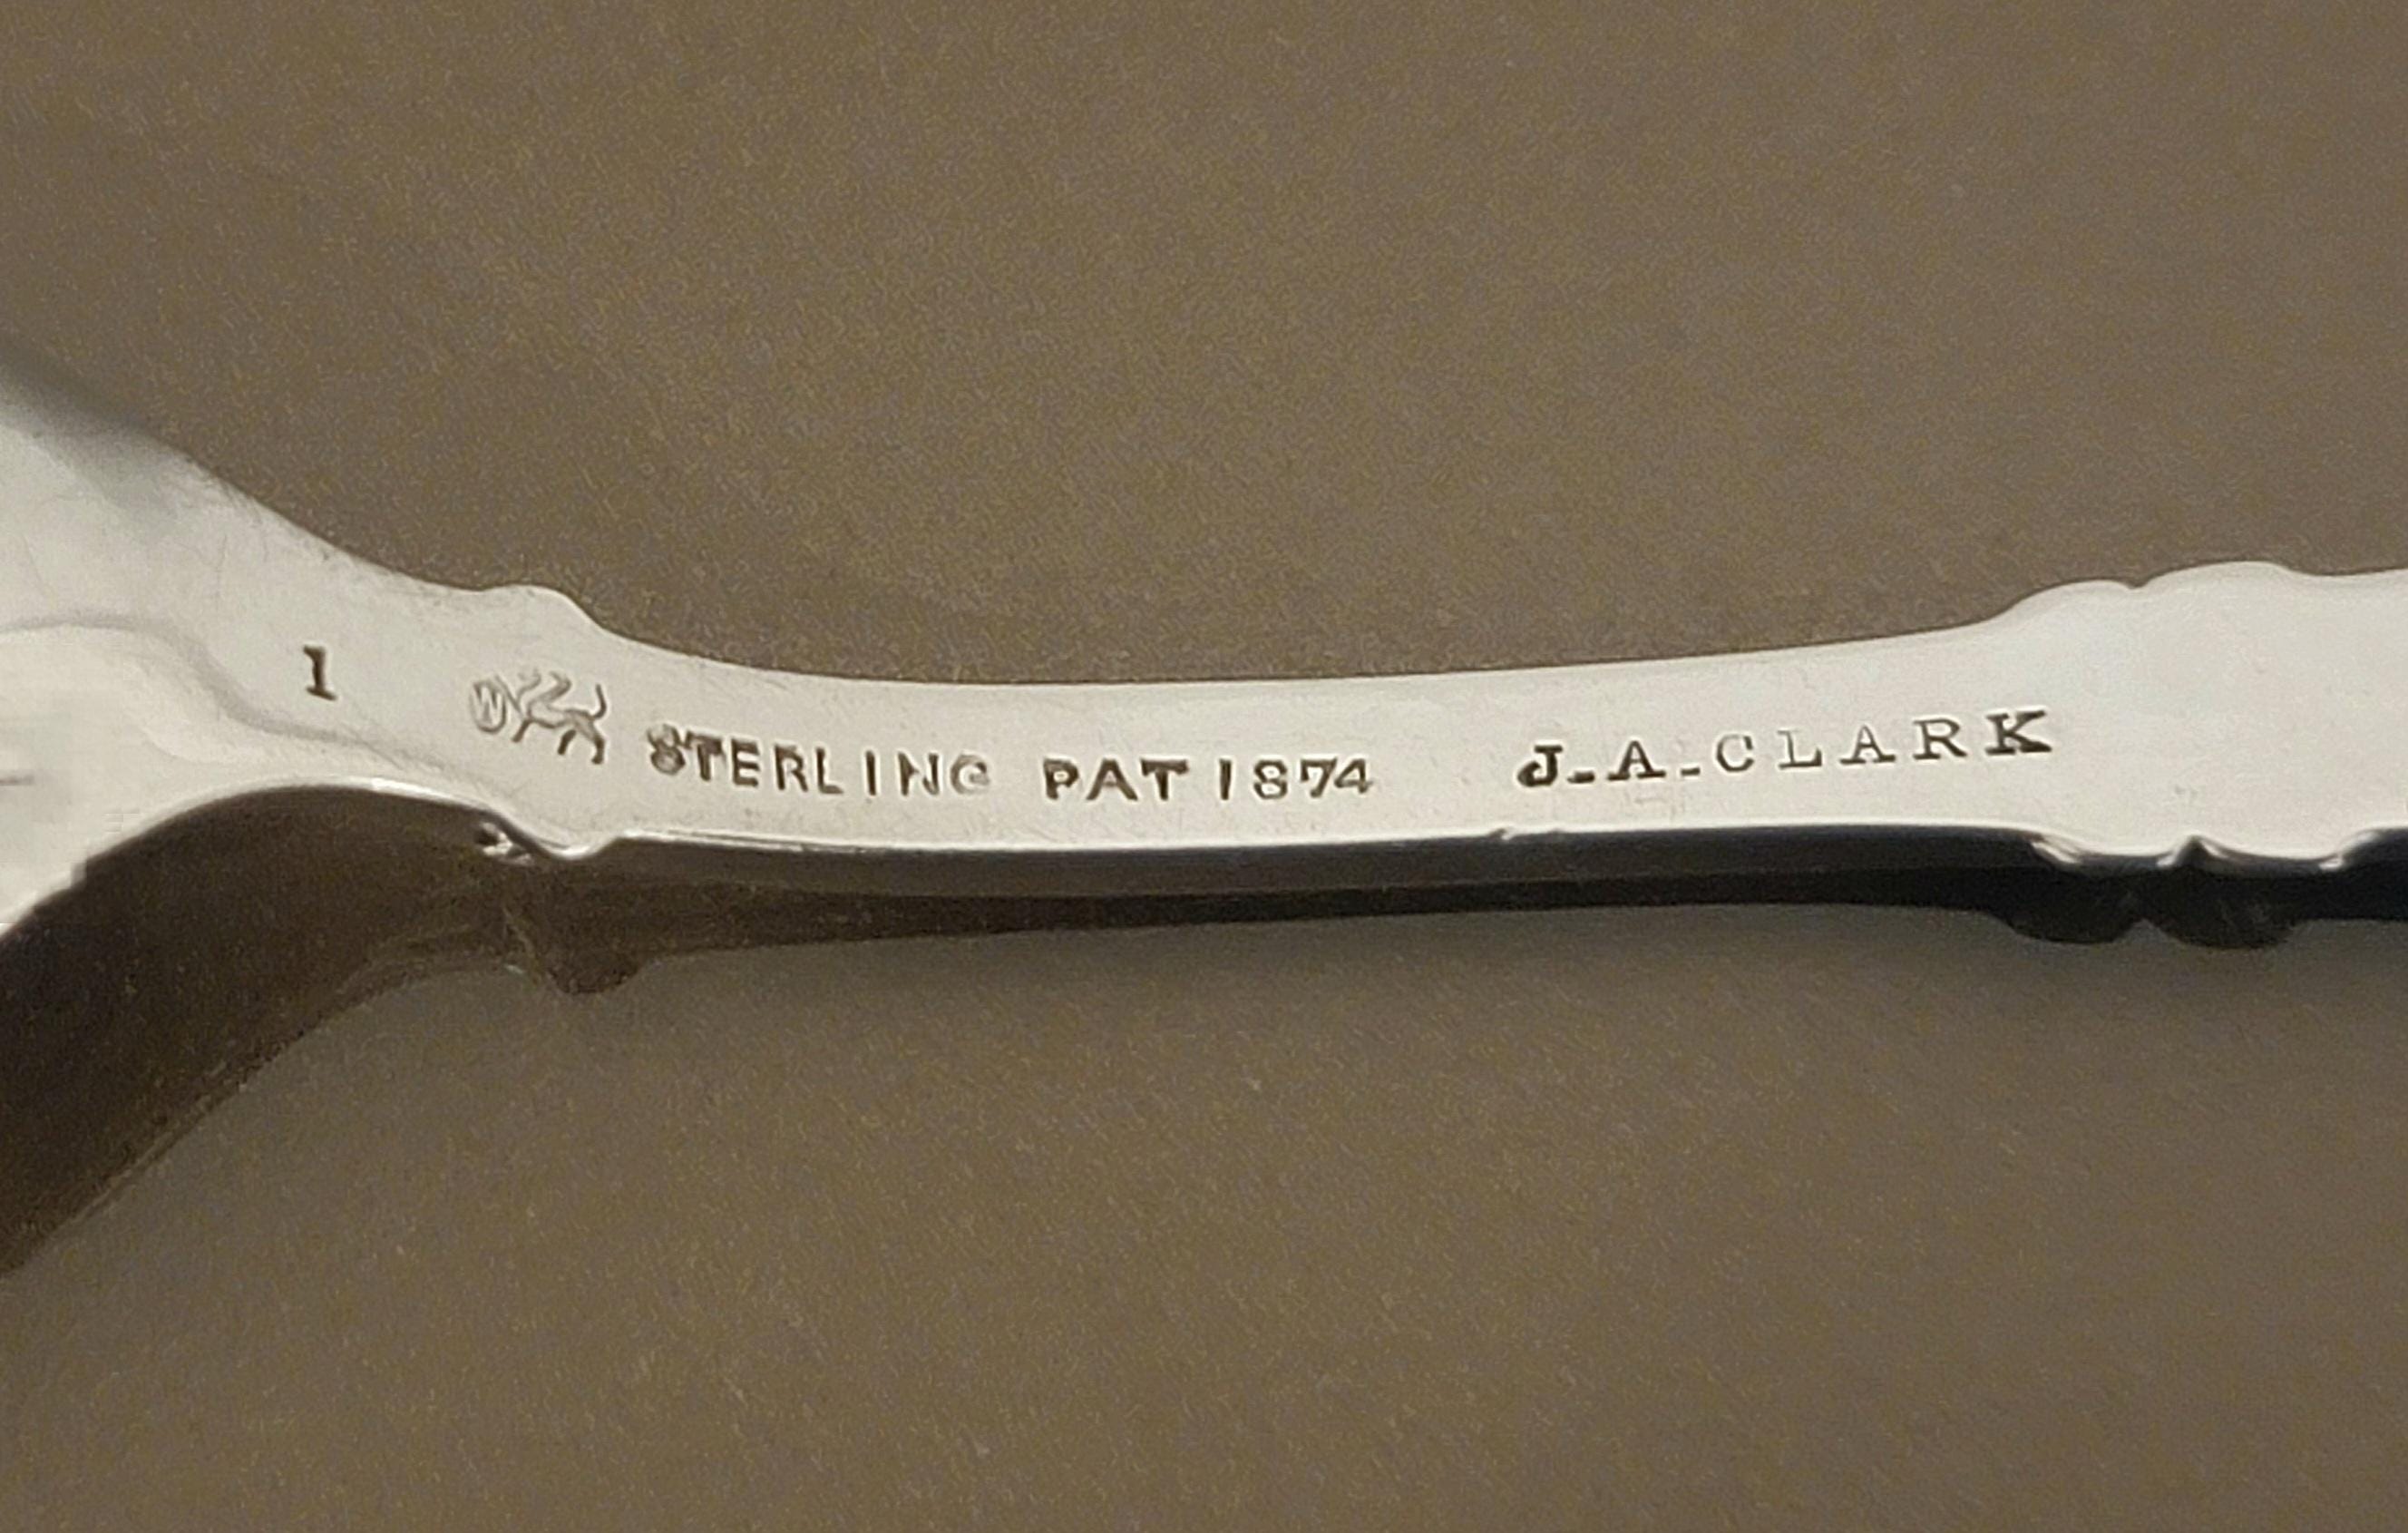 1
W STERLING PAT 1874 J.A.CLARK